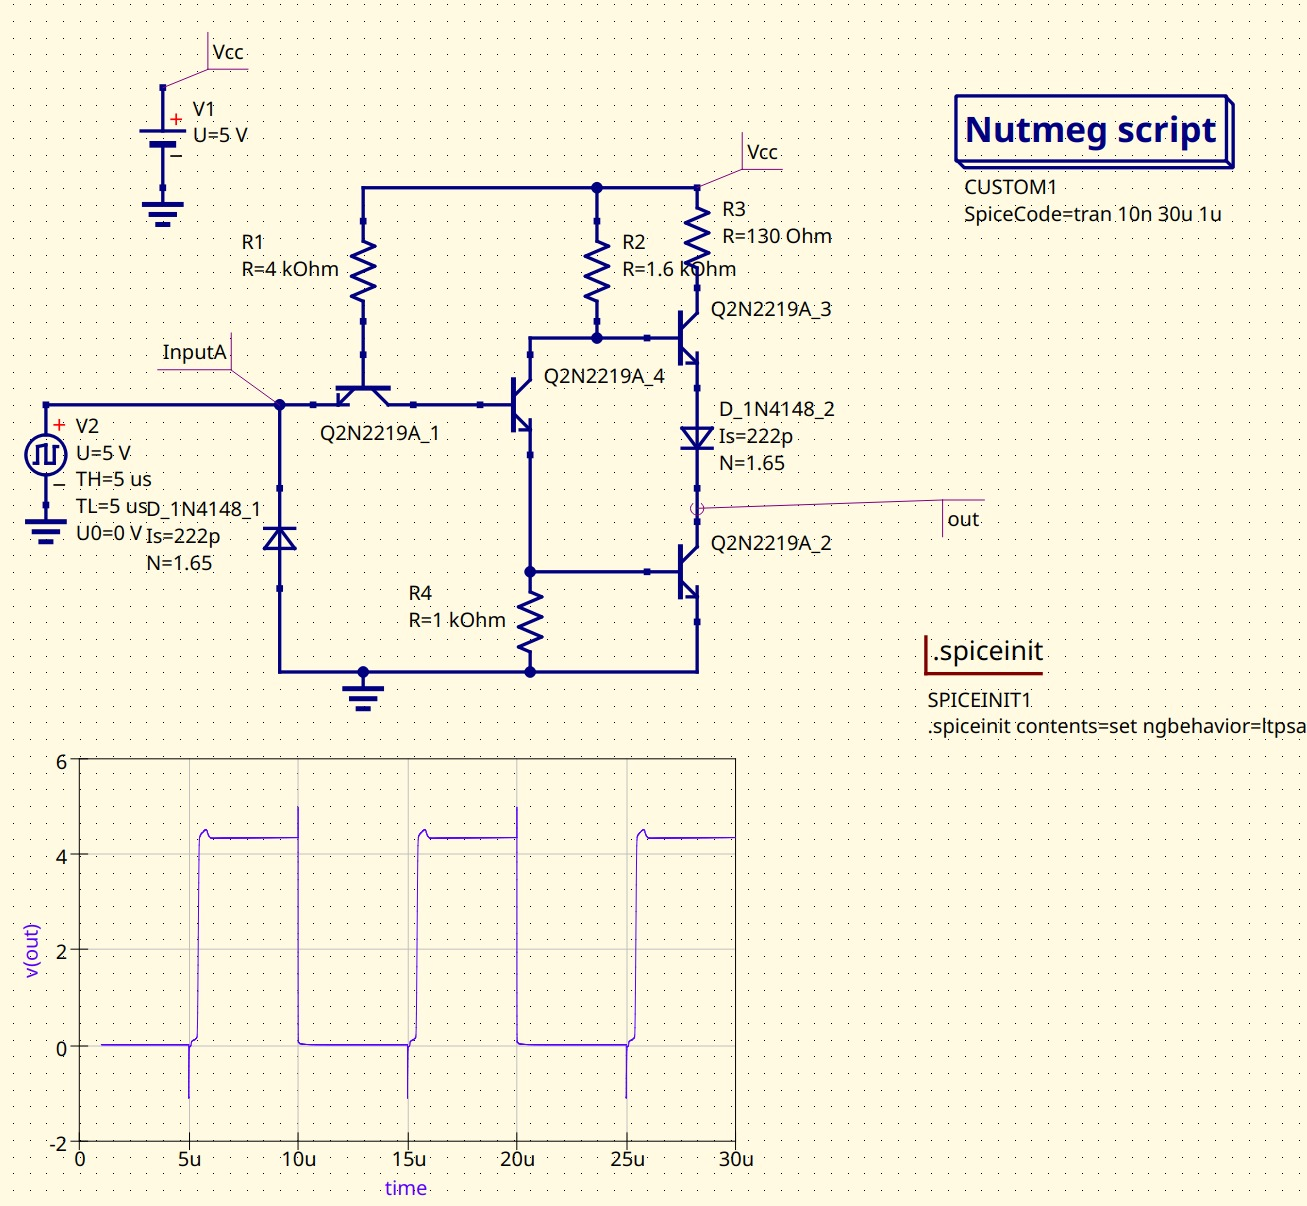 Vcc
V1
U=5 V
Nutmeg script
CUSTOM1
SpiceCode=tran 10n 30u 1u
Vcc
R3
R=130 Ohm
R1
R=4 kOhm
R2
R=1.6 kOhm
Q2N2219A_3
InputA
Q2N2219A_4
Q2N2219A_1
D_1N4148_2
Is=222p
N=1.65
V2
U=5 V
TH=5 us
TL=5 us
U0=0 V
D_1N4148_1
Is=222p
N=1.65
out
Q2N2219A_2
R4
R=1 kOhm
.spiceinit
SPICEINIT1
.spiceinit contents=set ngbehavior=ltpsa
6
4
2
0
-2
v(out)
0 5u 10u 15u 20u 25u 30u
time